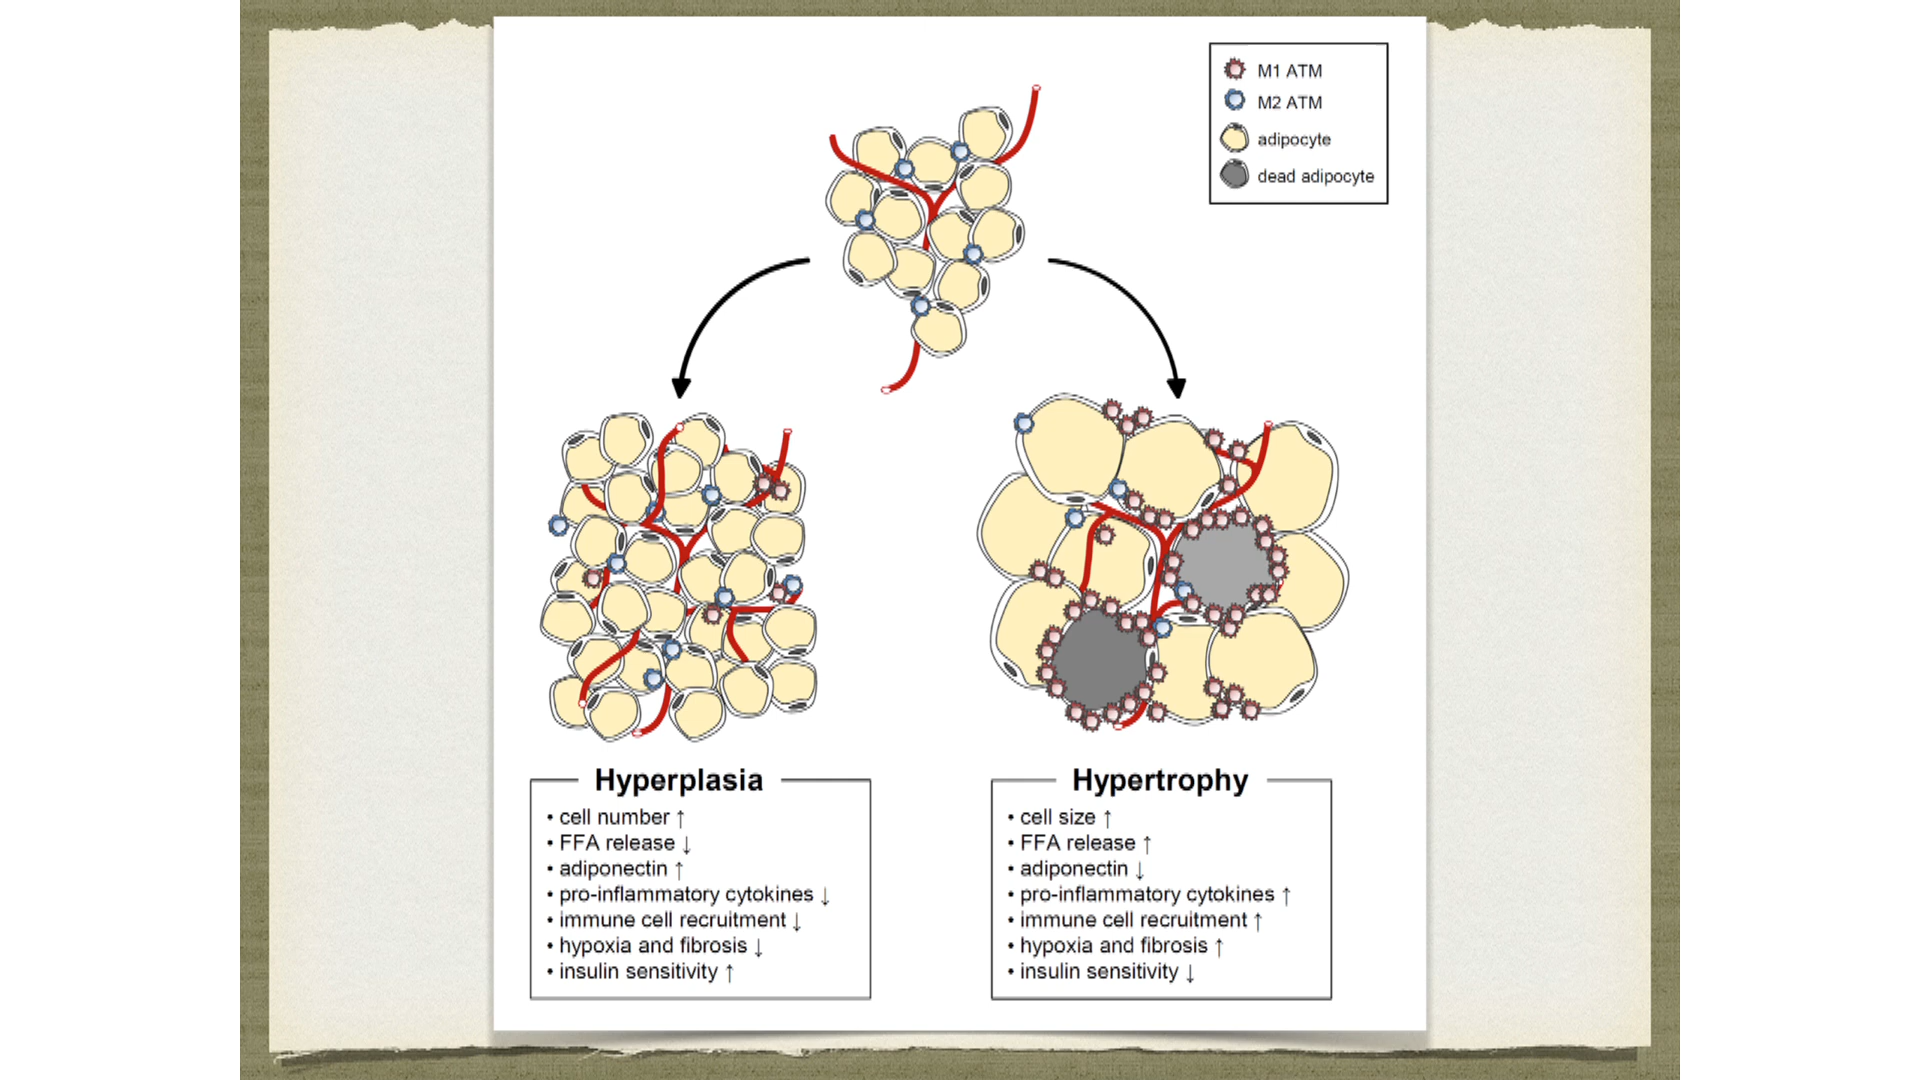 M1 ATM
M2 ATM
adipocyte
dead adipocyte
Hyperplasia
• cell number ↑
• FFA release ↓
• adiponectin ↑
• pro-inflammatory cytokines ↓
• immune cell recruitment ↓
• hypoxia and fibrosis ↓
• insulin sensitivity ↑
Hypertrophy
• cell size ↑
• FFA release ↑
• adiponectin ↓
• pro-inflammatory cytokines ↑
• immune cell recruitment ↑
• hypoxia and fibrosis ↑
• insulin sensitivity ↓